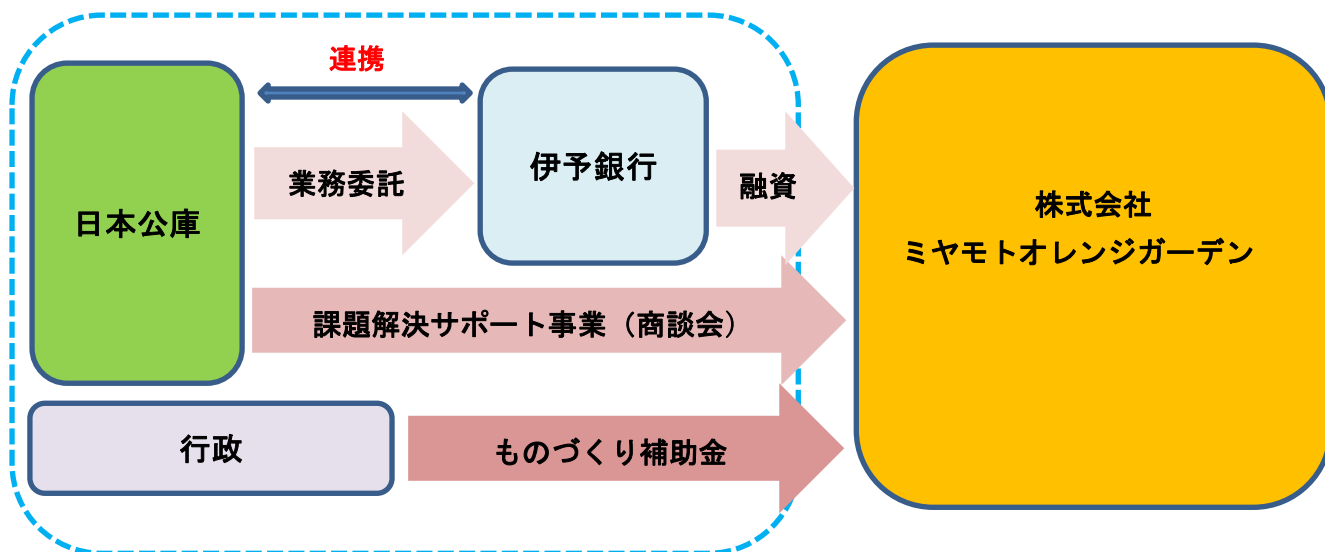 連携
日本公庫
業務委託
伊予銀行
融資
株式会社
ミヤモトオレンジガーデン
課題解決サポート事業（商談会）
行政
ものづくり補助金